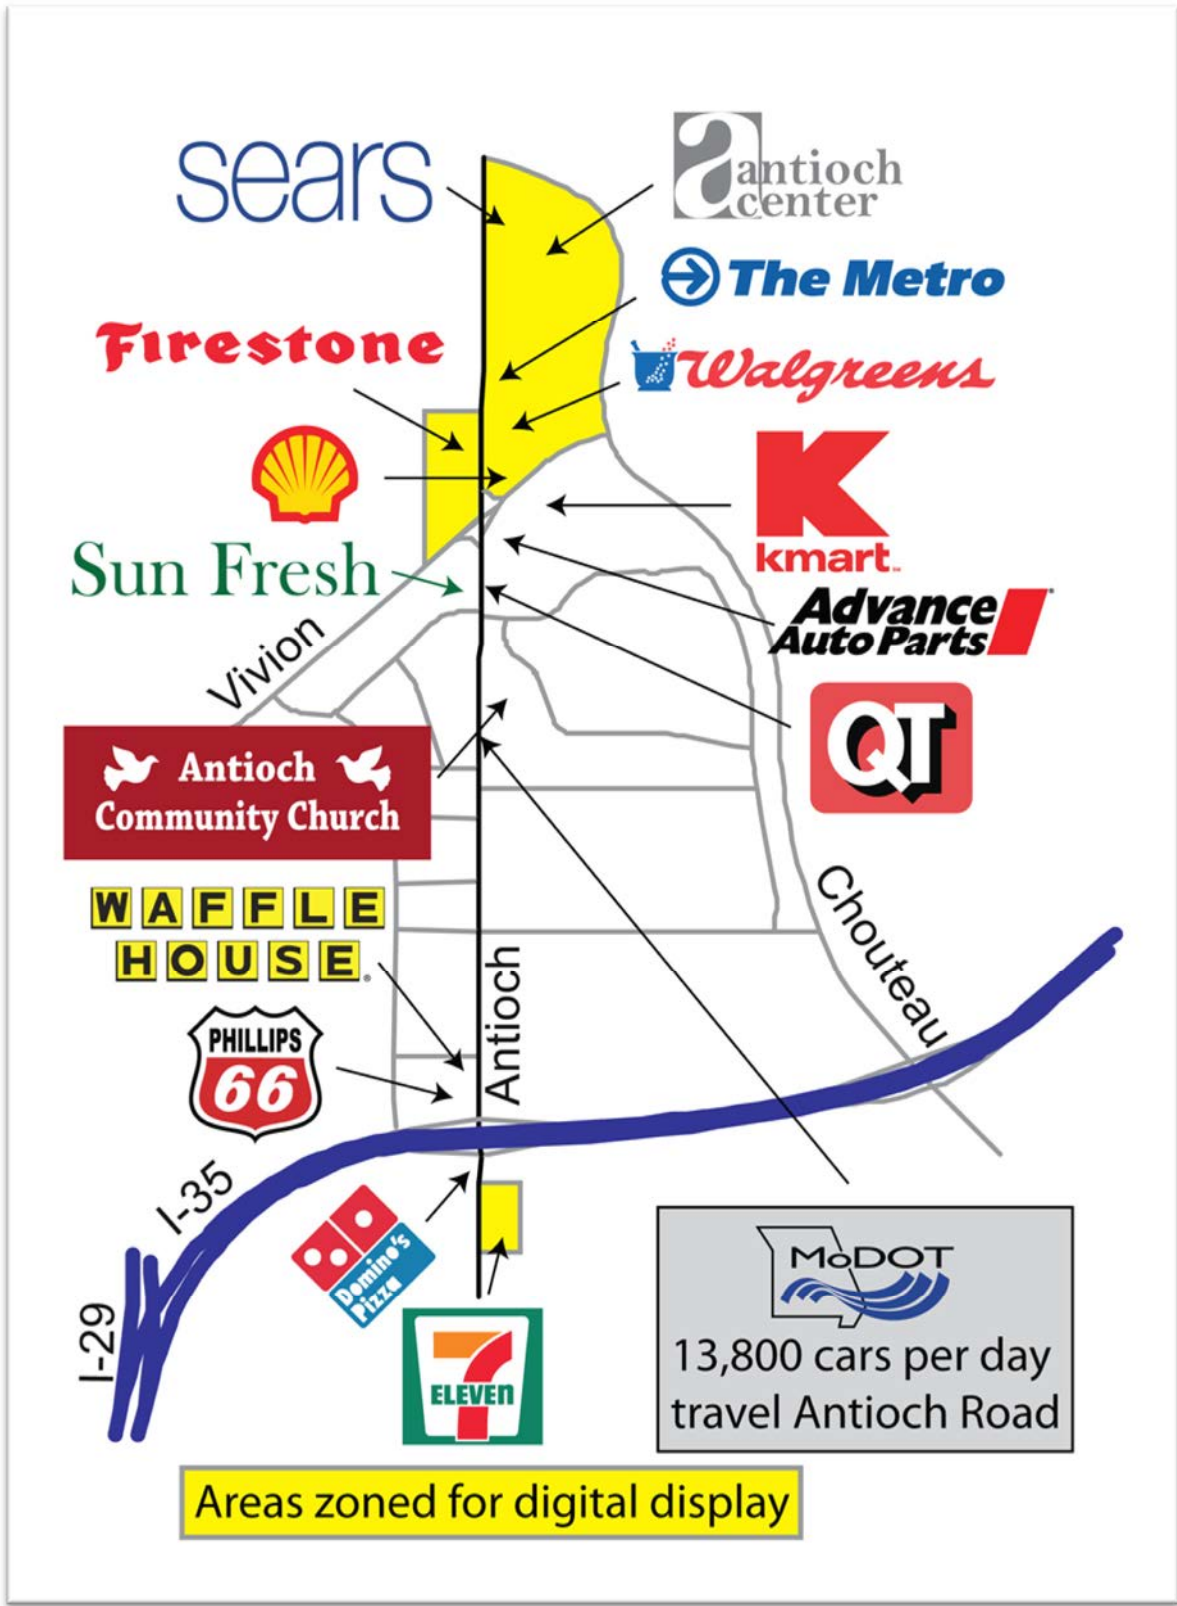 sears
a
antioch
center
The Metro
Firestone
Walgreens
K
kmart
Sun Fresh
Advance
Auto Parts
Vivion
QT
Antioch
Community Church
WAFFLE
HOUSE
Chouteau
Antioch
PHILLIPS
66
I-35
I-29
Domino's
Pizza
7
ELEVEn
MoDOT
13,800 cars per day
travel Antioch Road
Areas zoned for digital display